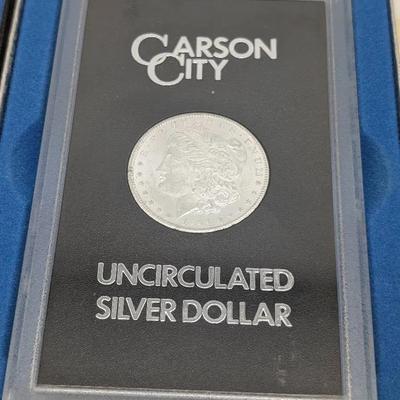 CARSON
CITY
UNCIRCULATED
SILVER DOLLAR